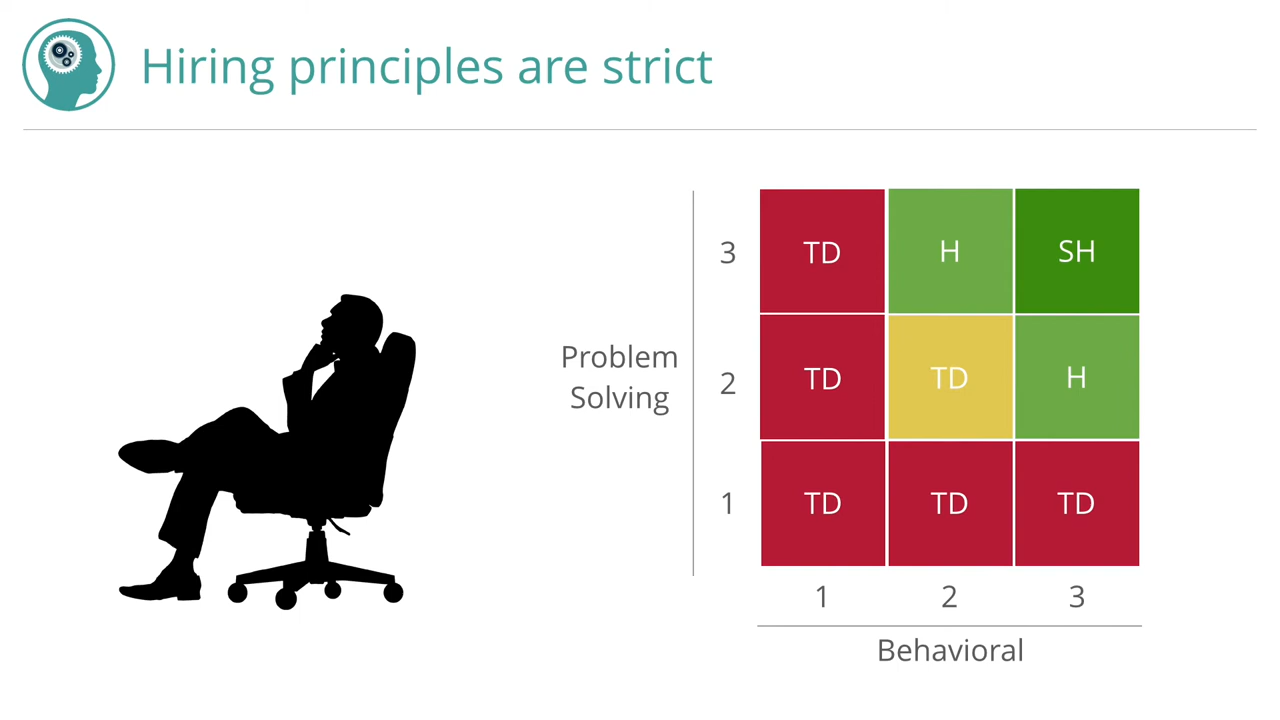 Hiring principles are strict
Problem
Solving
3
TD
H
SH
2
TD
TD
H
1
TD
TD
TD
1
2
3
Behavioral